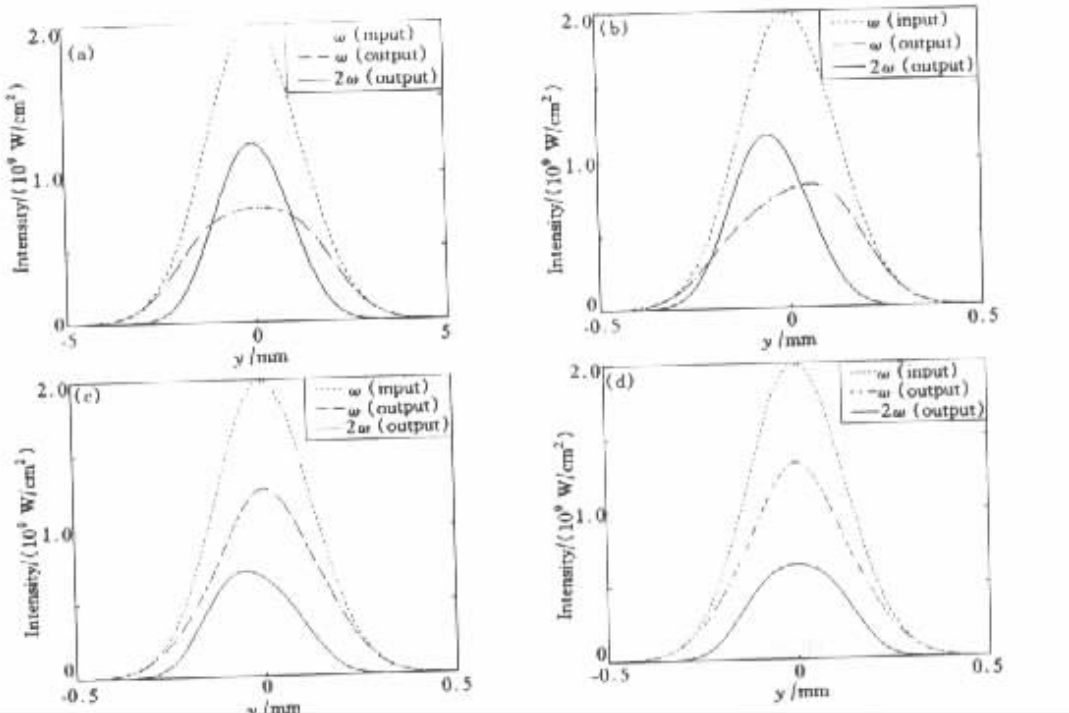 2.0
(a)
ω (input)
ω (output)
2ω (output)
Intensity/(10⁹ W/cm²)
1.0
0
-5
0
5
y /mm
2.0
(b)
ω (input)
ω (output)
2ω (output)
Intensity/(10⁹ W/cm²)
1.0
0
-0.5
0
0.5
y /mm
2.0
(c)
ω (input)
ω (output)
2ω (output)
Intensity/(10⁹ W/cm²)
1.0
0
-0.5
0
0.5
y /mm
2.0
(d)
ω (input)
ω (output)
2ω (output)
Intensity/(10⁹ W/cm²)
1.0
0
-0.5
0
0.5
y /mm